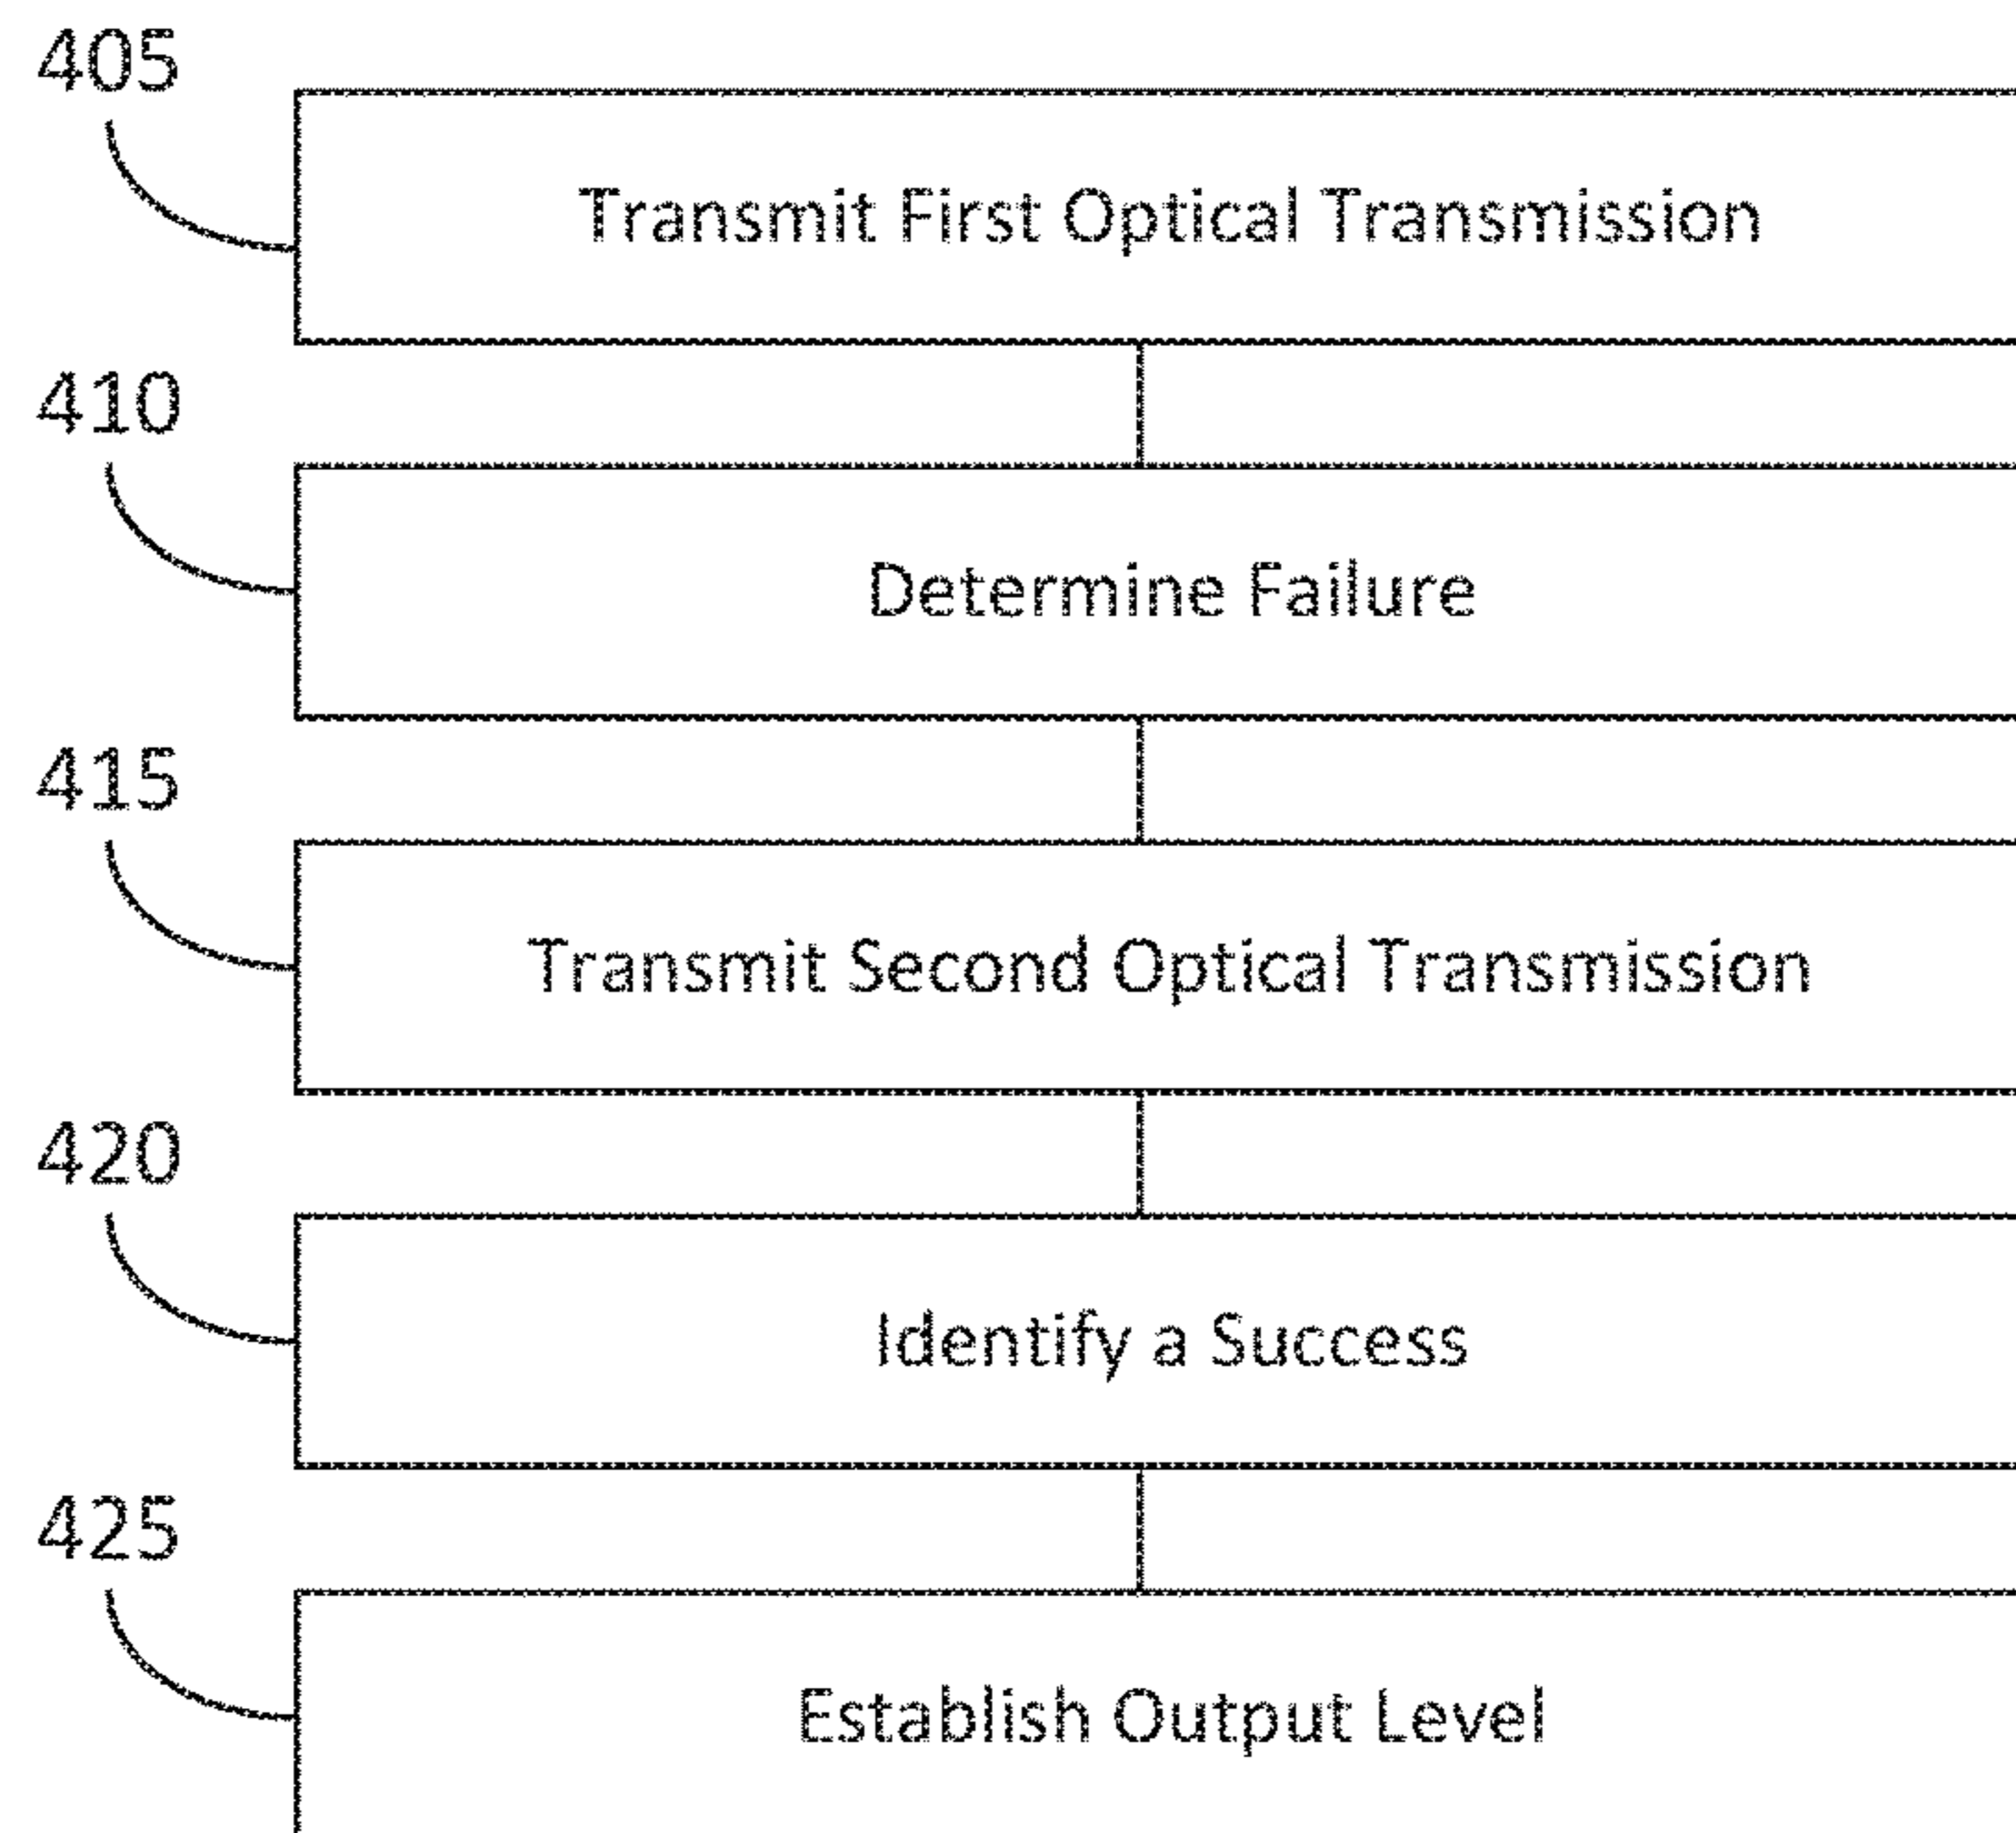 405
Transmit First Optical Transmission
410
Determine Failure
415
Transmit Second Optical Transmission
420
Identify a Success
425
Establish Output Level